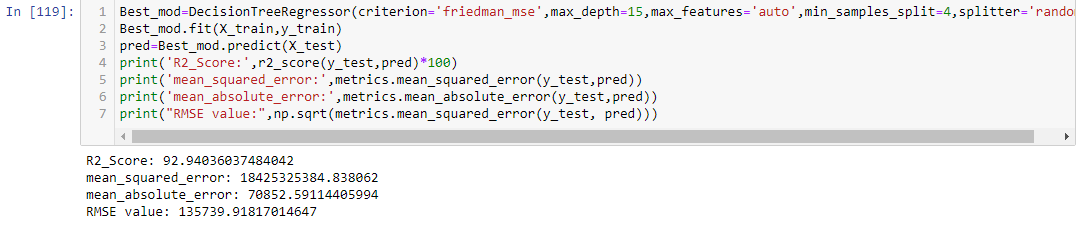 In [119]:
1 Best_mod=DecisionTreeRegressor(criterion='friedman_mse',max_depth=15,max_features='auto',min_samples_split=4,splitter='rando
2 Best_mod.fit(X_train,y_train)
3 pred=Best_mod.predict(X_test)
4 print('R2_Score:',r2_score(y_test,pred)*100)
5 print('mean_squared_error:',metrics.mean_squared_error(y_test,pred))
6 print('mean_absolute_error:',metrics.mean_absolute_error(y_test,pred))
7 print("RMSE value:",np.sqrt(metrics.mean_squared_error(y_test, pred)))
R2_Score: 92.94036037484042
mean_squared_error: 18425325384.838062
mean_absolute_error: 70852.59114405994
RMSE value: 135739.91817014647